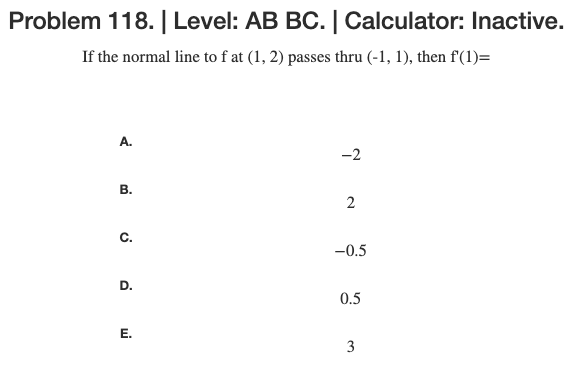 Problem 118. | Level: AB BC. | Calculator: Inactive.
If the normal line to f at (1, 2) passes thru (-1, 1), then f'(1)=
A.
−2
B.
2
C.
−0.5
D.
0.5
E.
3